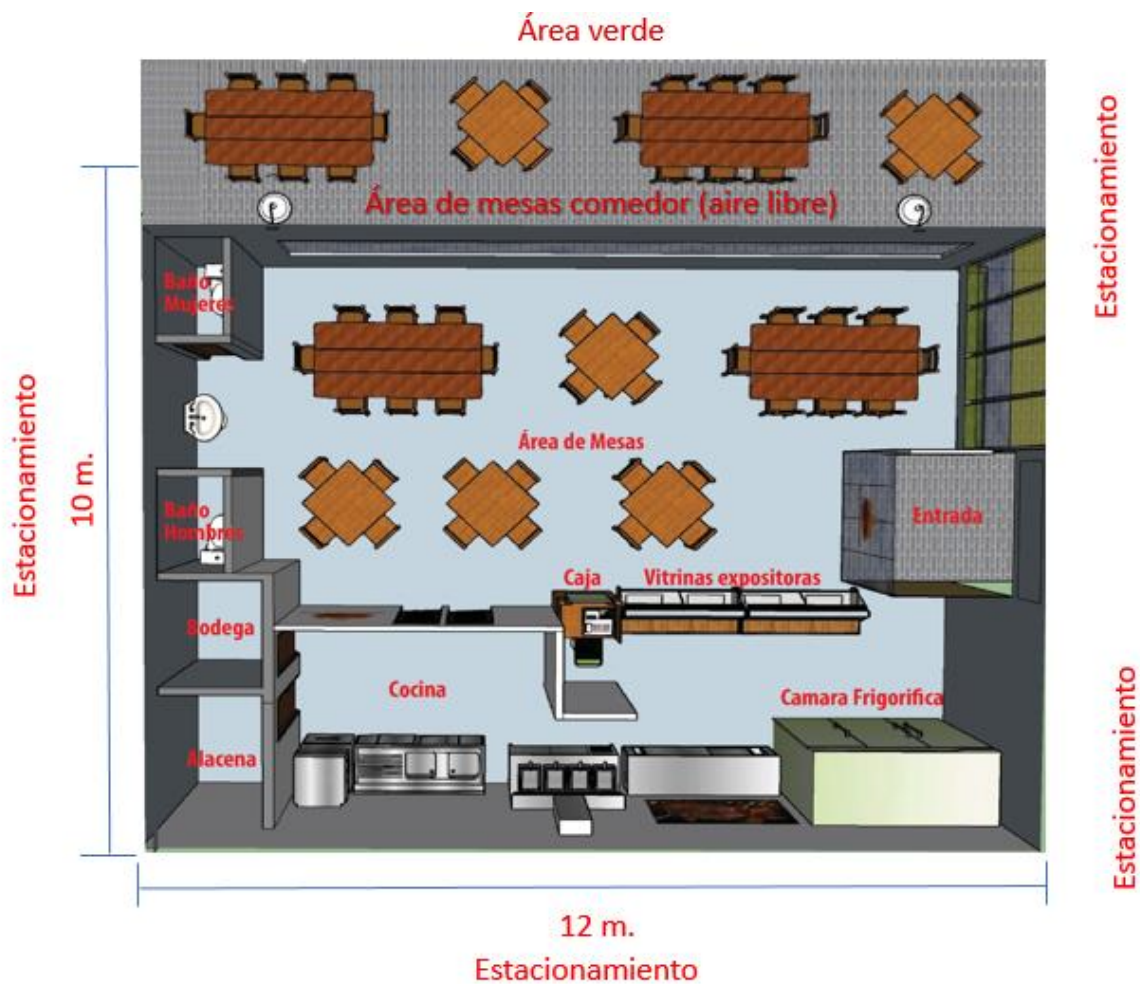 Área verde
Estacionamiento
Área de mesas comedor (aire libre)
Baño
Mujeres
Estacionamiento
10 m.
Área de Mesas
Baño
Hombres
Entrada
Caja
Vitrinas expositoras
Bodega
Cocina
Camara Frigorifica
Alacena
Estacionamiento
12 m.
Estacionamiento